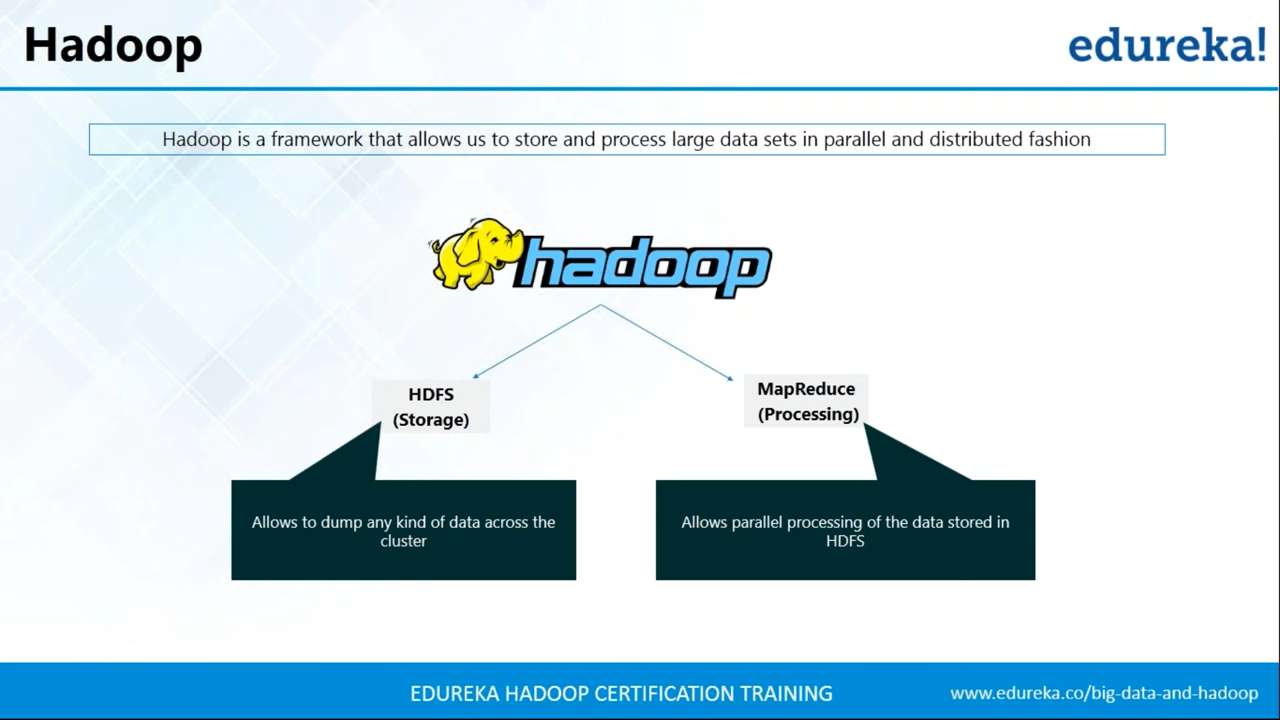 Hadoop
edureka!
Hadoop is a framework that allows us to store and process large data sets in parallel and distributed fashion
hadoop
HDFS
(Storage)
MapReduce
(Processing)
Allows to dump any kind of data across the
cluster
Allows parallel processing of the data stored in
HDFS
EDUREKA HADOOP CERTIFICATION TRAINING
www.edureka.co/big-data-and-hadoop